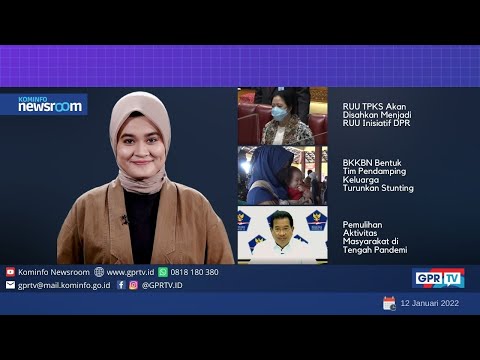 KOMINFO
newsroom
RUU TPKS Akan
Disahkan Menjadi
RUU Inisiatif DPR
BKKBN Bentuk
Tim Pendamping
Keluarga
Turunkan Stunting
Pemulihan
Aktivitas
Masyarakat di
Tengah Pandemi
Kominfo Newsroom www.gprtv.id 0818 180 380
gprtv@mail.kominfo.go.id @GPRTV.ID
GPR TV
12 Januari 2022